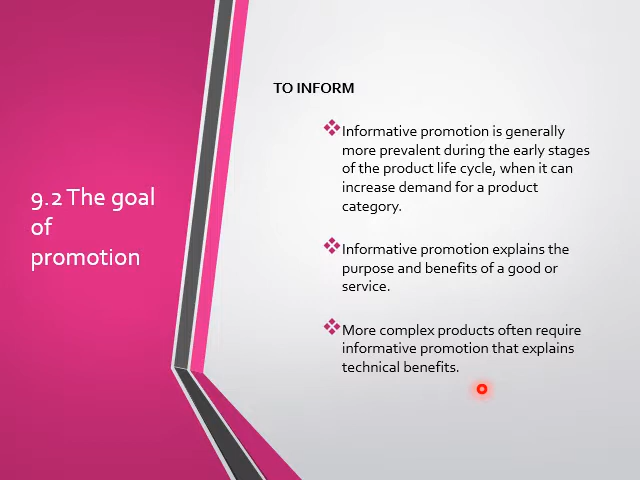 9.2 The goal
of
promotion
TO INFORM
Informative promotion is generally
more prevalent during the early stages
of the product life cycle, when it can
increase demand for a product
category.
Informative promotion explains the
purpose and benefits of a good or
service.
More complex products often require
informative promotion that explains
technical benefits.